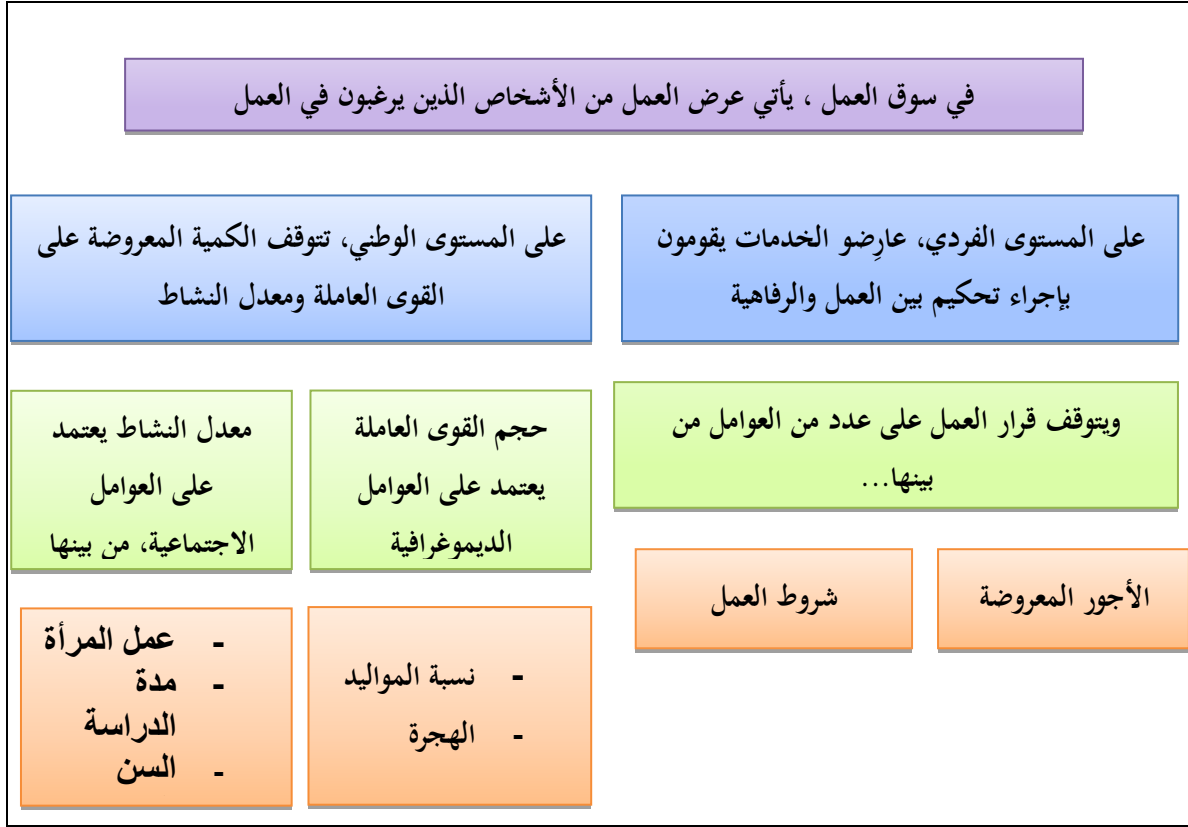 في سوق العمل ، يأتي عرض العمل من الأشخاص الذين يرغبون في العمل
على المستوى الفردي، عارِضو الخدمات يقومون
بإجراء تحكيم بين العمل والرفاهية
على المستوى الوطني، تتوقف الكمية المعروضة على
القوى العاملة ومعدل النشاط
ويتوقف قرار العمل على عدد من العوامل من
بينها...
حجم القوى العاملة
يعتمد على العوامل
الديموغرافية
معدل النشاط يعتمد
على العوامل
الاجتماعية، من بينها
الأجور المعروضة
شروط العمل
- نسبة المواليد
- الهجرة
- عمل المرأة
- مدة
الدراسة
- السن